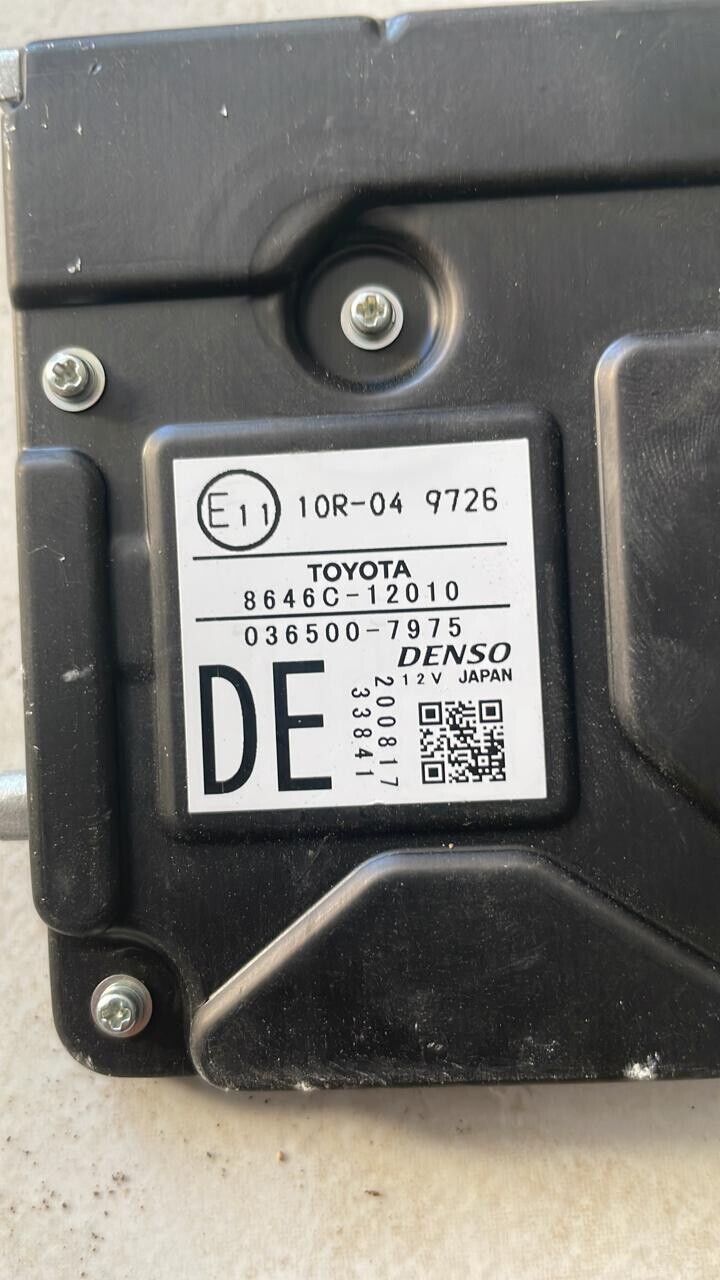 E11 10R-04 9726
TOYOTA
8646C-12010
036500-7975
DENSO
12V JAPAN
DE
200817
33841